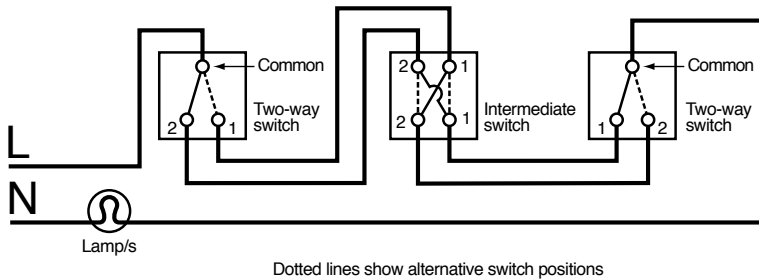 Common
2
1
Two-way
switch
2
1
2
1
Intermediate
switch
Common
1
2
Two-way
switch
L
N
Lamp/s
Dotted lines show alternative switch positions